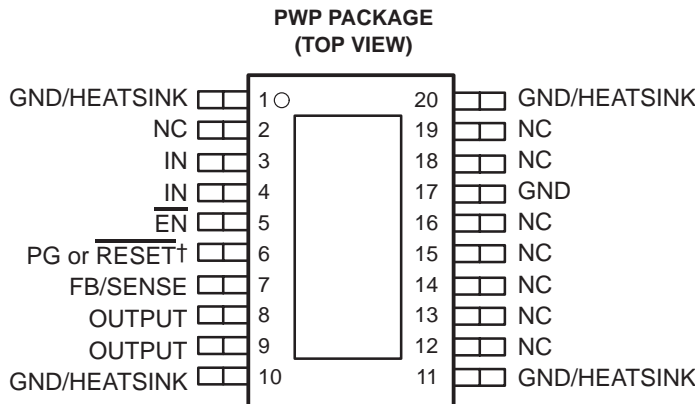 PWP PACKAGE
(TOP VIEW)
GND/HEATSINK 1 20 GND/HEATSINK
NC 2 19 NC
IN 3 18 NC
IN 4 17 GND
E̅N̅ 5 16 NC
PG or R̅E̅S̅E̅T̅† 6 15 NC
FB/SENSE 7 14 NC
OUTPUT 8 13 NC
OUTPUT 9 12 NC
GND/HEATSINK 10 11 GND/HEATSINK